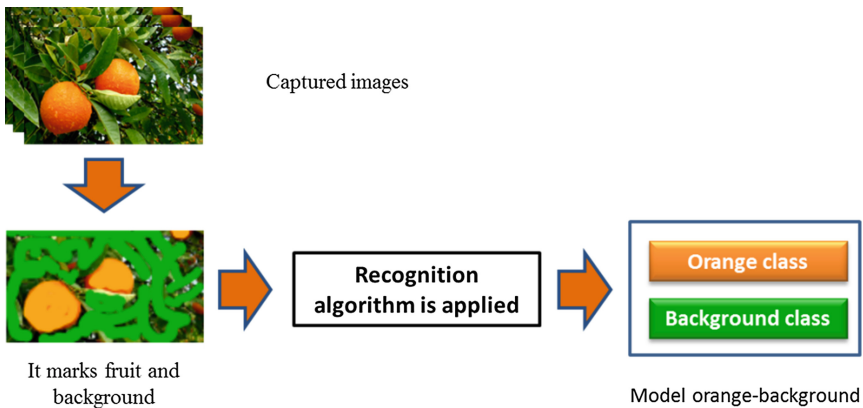 Captured images
It marks fruit and
background
Recognition
algorithm is applied
Orange class
Background class
Model orange-background